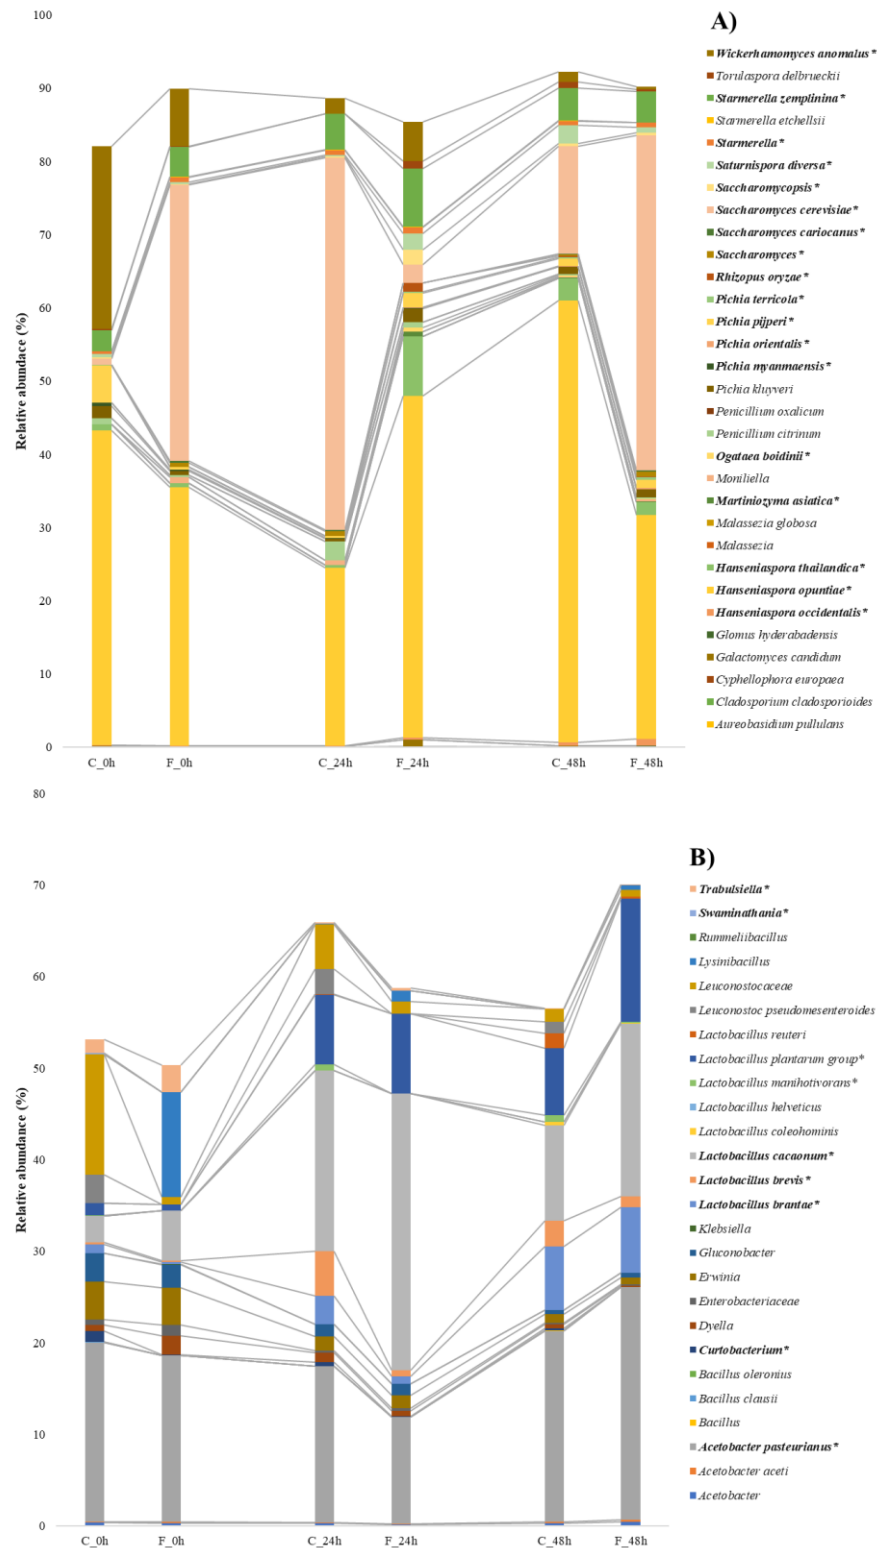 A)
Relative abundace (%)
100
90
80
70
60
50
40
30
20
10
0
C_0h F_0h C_24h F_24h C_48h F_48h
Wickerhamomyces anomalus*
Torulaspora delbrueckii
Starmerella zemplinina*
Starmerella etchellsii
Starmerella*
Saturnispora diversa*
Saccharomycopsis*
Saccharomyces cerevisiae*
Saccharomyces cariocanus*
Saccharomyces*
Rhizopus oryzae*
Pichia terricola*
Pichia pijperi*
Pichia orientalis*
Pichia myanmaensis*
Pichia kluyveri
Penicillium oxalicum
Penicillium citrinum
Ogataea boidinii*
Moniliella
Martiniozyma asiatica*
Malassezia globosa
Malassezia
Hanseniaspora thailandica*
Hanseniaspora opuntiae*
Hanseniaspora occidentalis*
Glomus hyderabadensis
Galactomyces candidum
Cyphellophora europaea
Cladosporium cladosporioides
Aureobasidium pullulans
B)
Relative abundance (%)
80
70
60
50
40
30
20
10
0
C_0h F_0h C_24h F_24h C_48h F_48h
Trabulsiella*
Swaminathania*
Rummeliibacillus
Lysinibacillus
Leuconostocaceae
Leuconostoc pseudomesenteroides
Lactobacillus reuteri
Lactobacillus plantarum group*
Lactobacillus manihotivorans*
Lactobacillus helveticus
Lactobacillus coleohominis
Lactobacillus cacaonum*
Lactobacillus brevis*
Lactobacillus brantae*
Klebsiella
Gluconobacter
Erwinia
Enterobacteriaceae
Dyella
Curtobacterium*
Bacillus oleronius
Bacillus clausii
Bacillus
Acetobacter pasteurianus*
Acetobacter aceti
Acetobacter